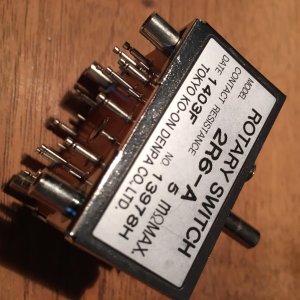 ROTARY SWITCH
MODEL 2R6-A
CONTACT RESISTANCE 5 mΩMAX.
DATE 1403F NO 13978H
TOKYO KO-ON DENPA CO.,LTD.